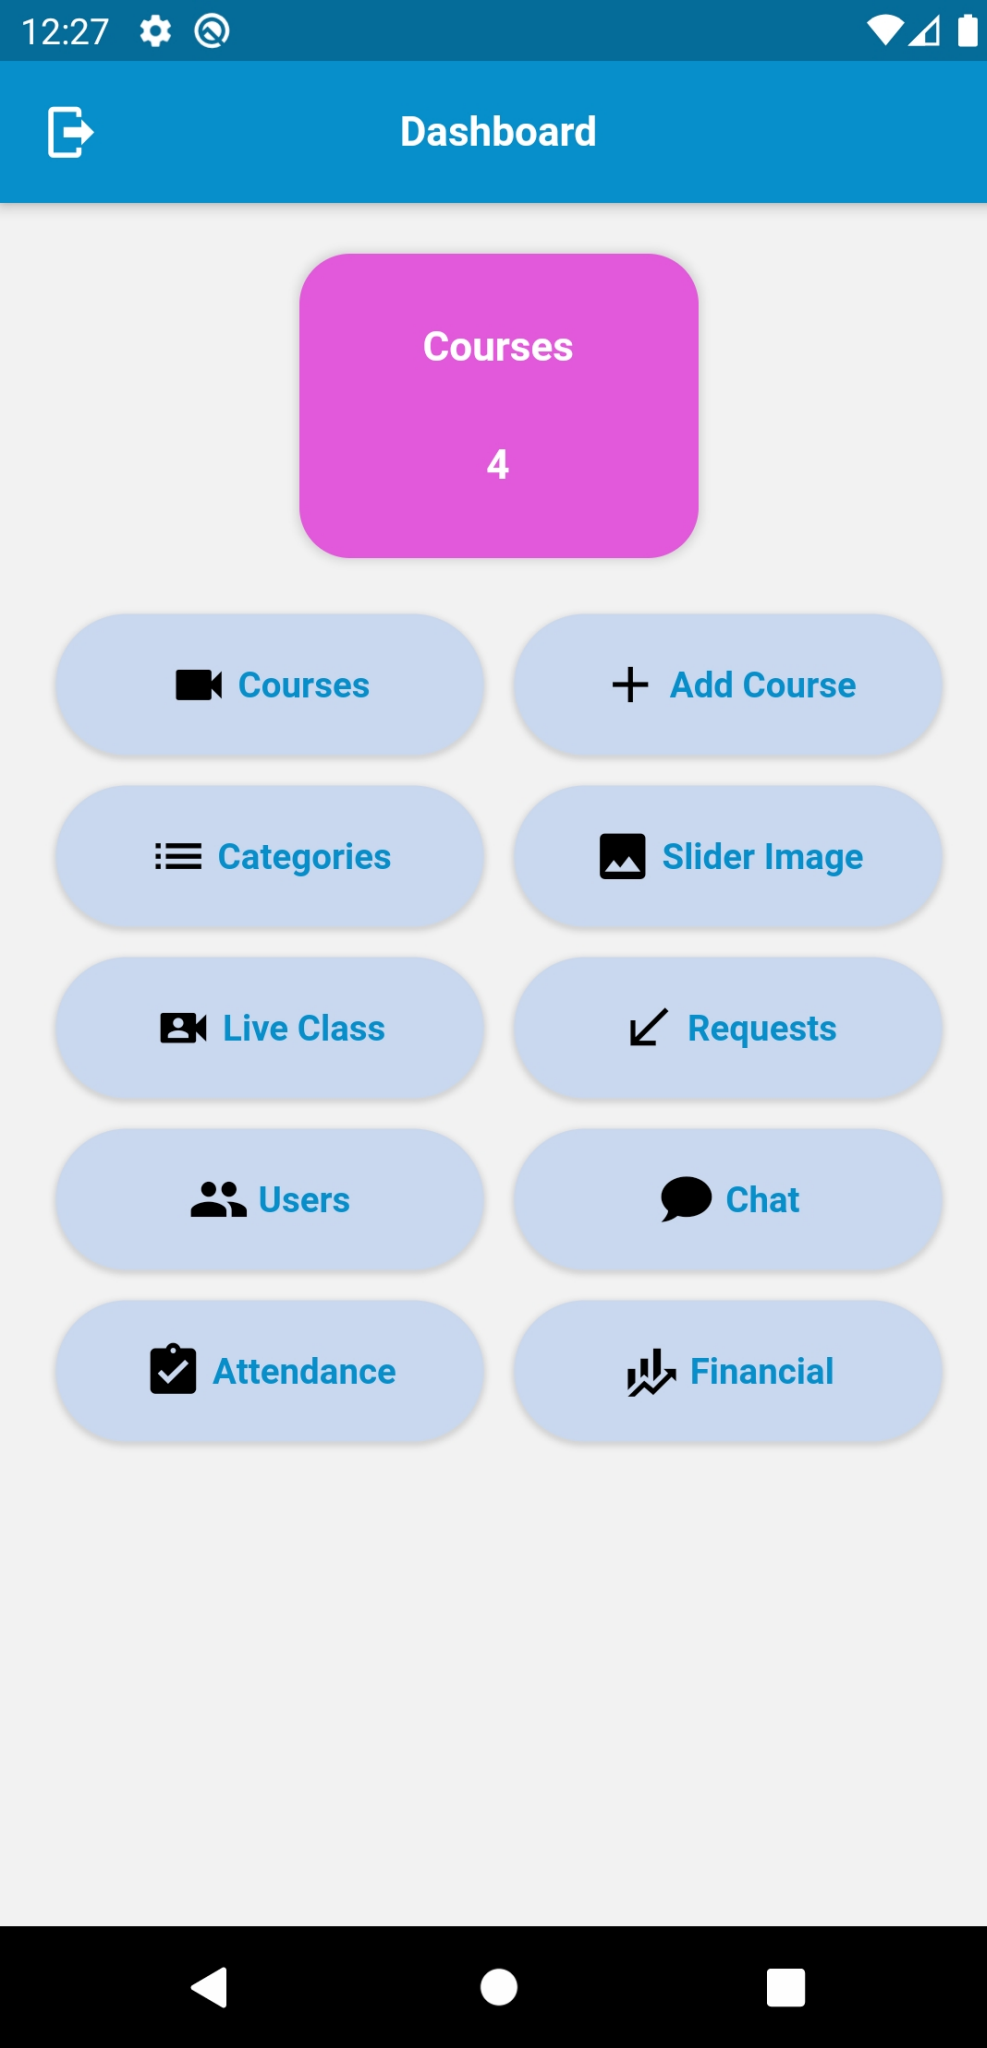 12:27
Dashboard
Courses
4
Courses
Add Course
Categories
Slider Image
Live Class
Requests
Users
Chat
Attendance
Financial